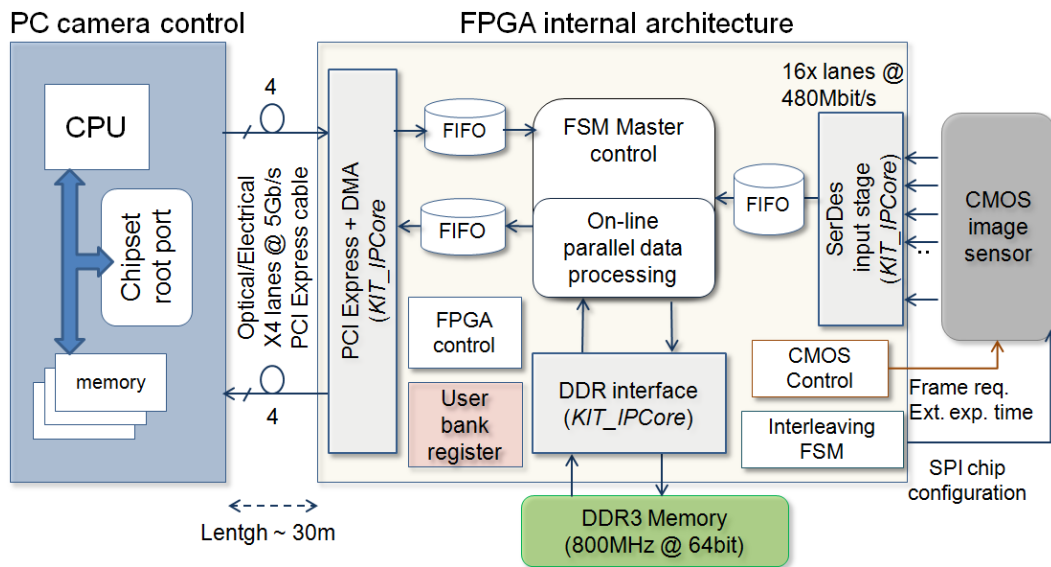 PC camera control
FPGA internal architecture
CPU
Chipset
root port
memory
4
Optical/Electrical
X4 lanes @ 5Gb/s
PCI Express cable
4
Lentgh ~ 30m
PCI Express + DMA
(KIT_IPCore
FIFO
FIFO
FSM Master
control
On-line
parallel data
processing
FIFO
16x lanes @
480Mbit/s
SerDes
input stage
(KIT_IPCore)
CMOS
image
sensor
..
FPGA
control
User
bank
register
DDR interface
(KIT_IPCore)
CMOS
Control
Interleaving
FSM
Frame req.
Ext. exp. time
SPI chip
configuration
DDR3 Memory
(800MHz @ 64bit)